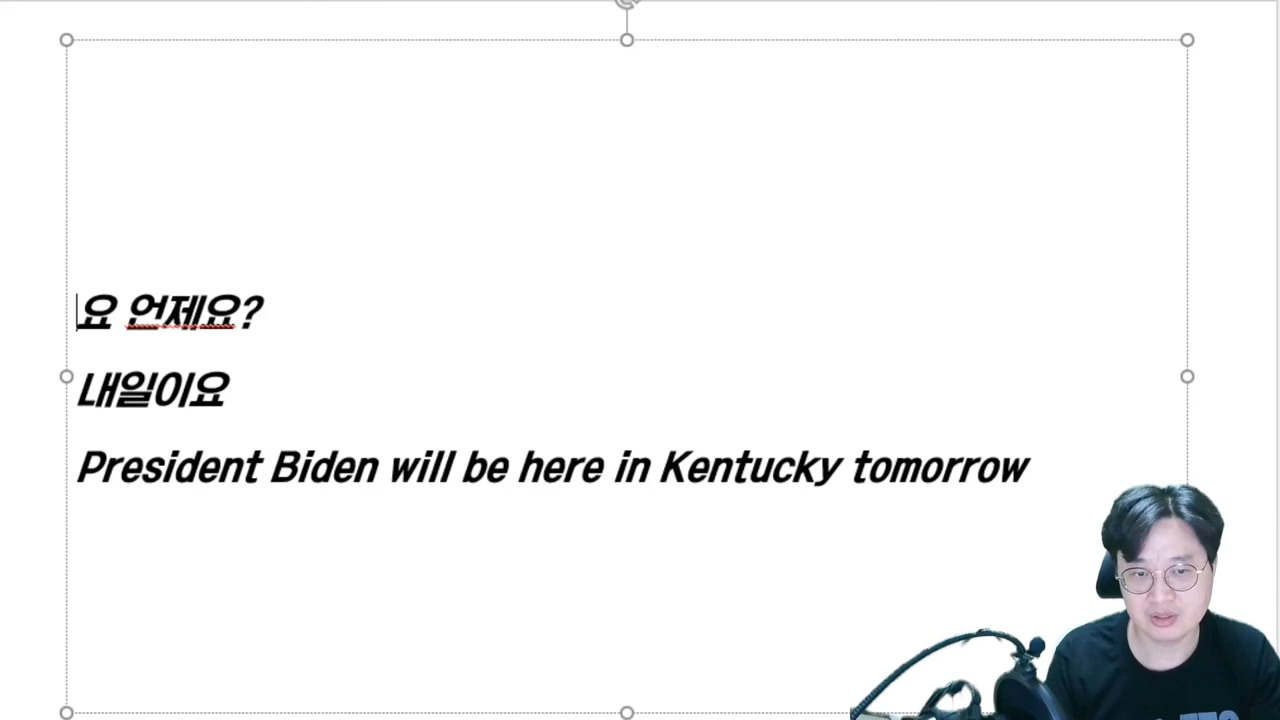 요 언제요?
내일이요
President Biden will be here in Kentucky tomorrow